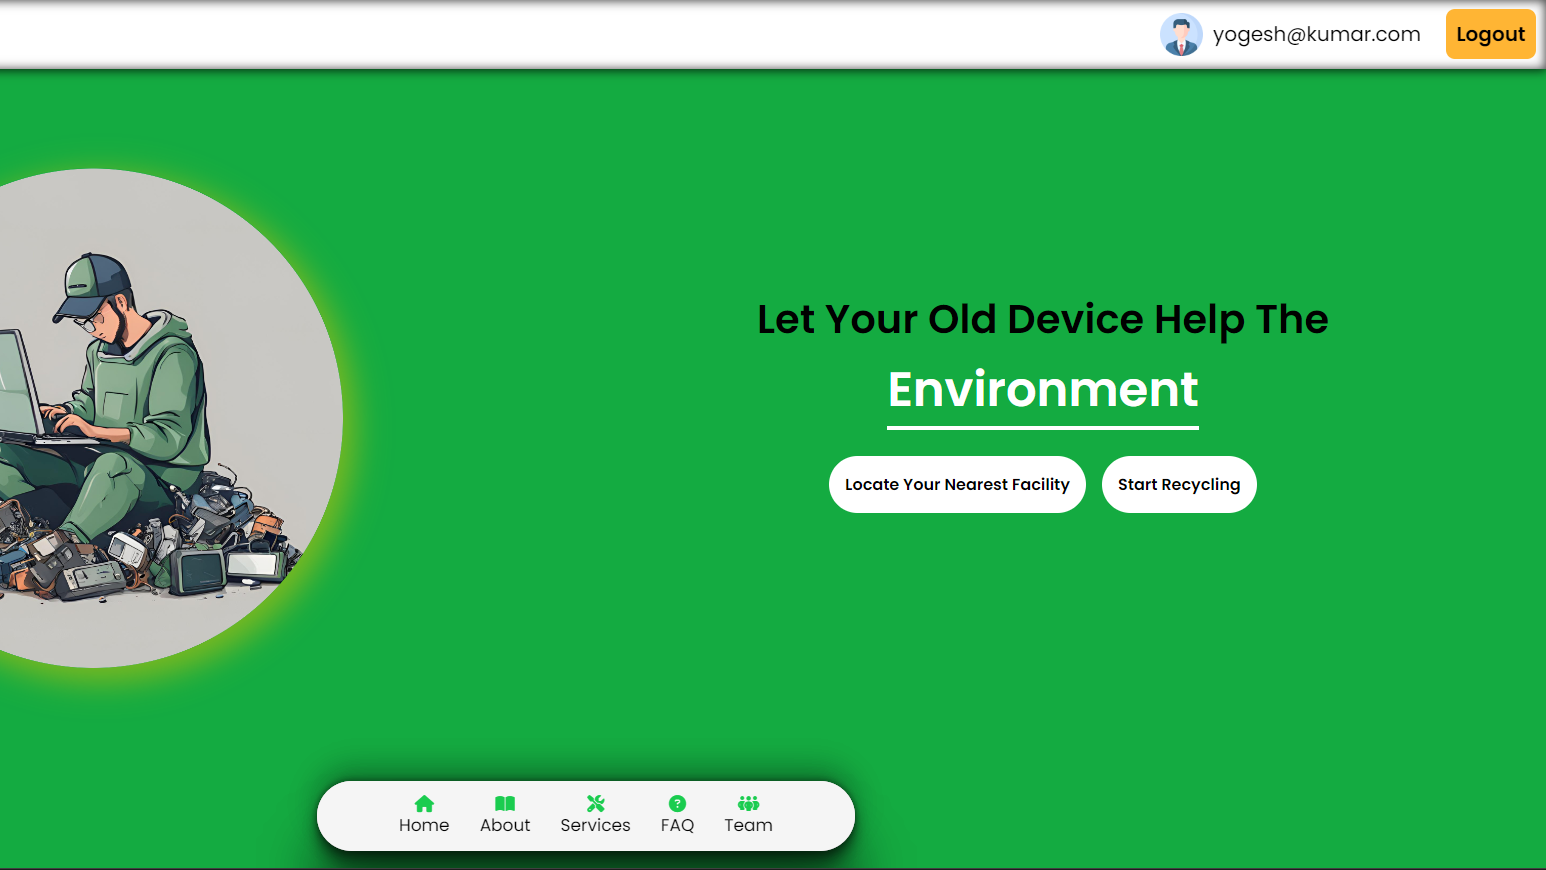 yogesh@kumar.com
Logout
Let Your Old Device Help The
Environment
Locate Your Nearest Facility
Start Recycling
Home
About
Services
FAQ
Team